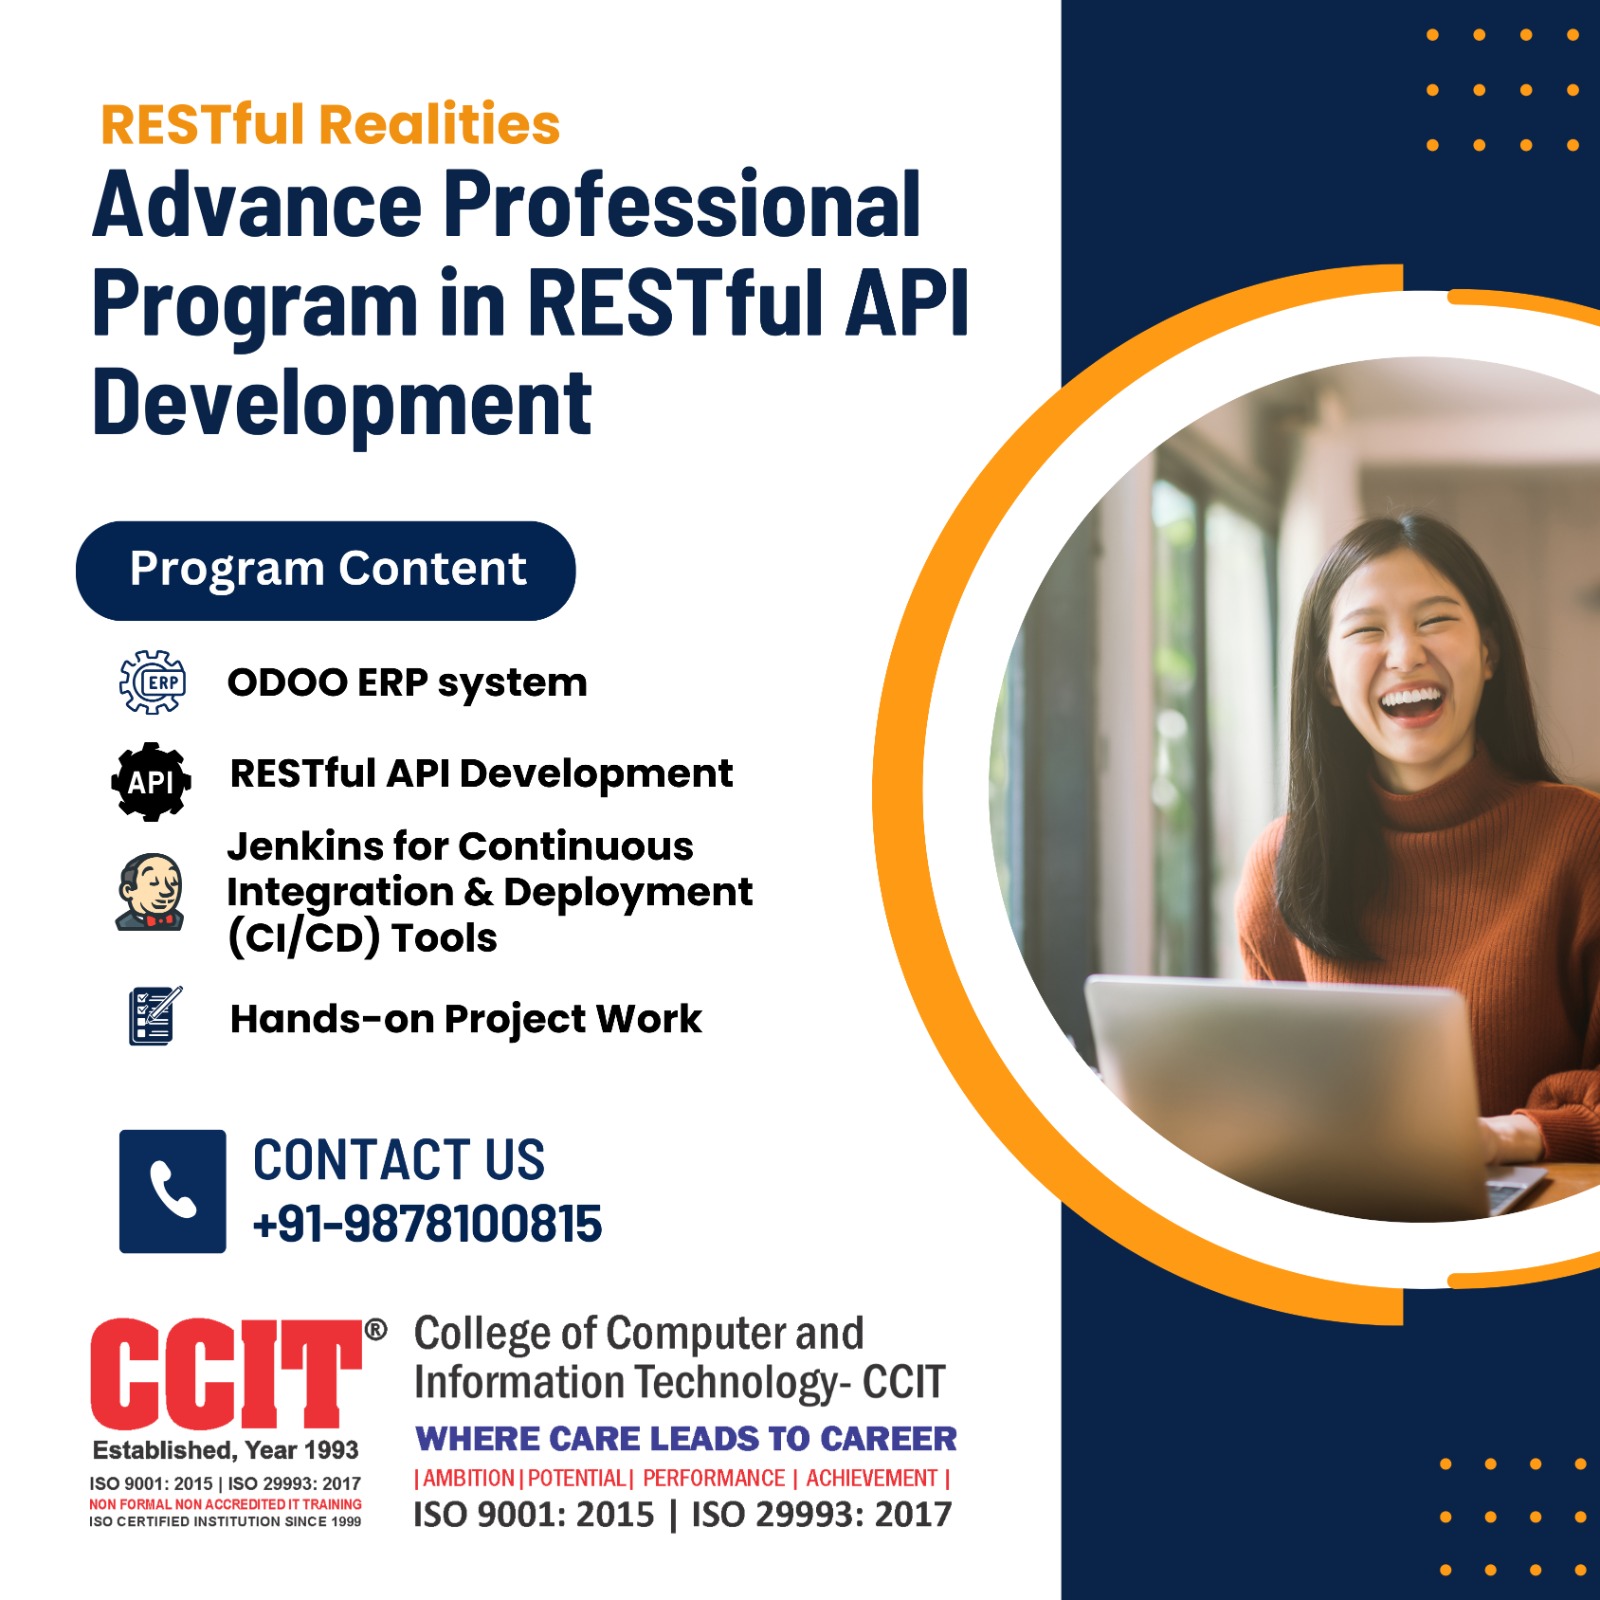 RESTful Realities
Advance Professional
Program in RESTful API
Development
Program Content
ERP
ODOO ERP system
API
RESTful API Development
Jenkins for Continuous
Integration & Deployment
(CI/CD) Tools
Hands-on Project Work
CONTACT US
+91-9878100815
CCIT®
Established, Year 1993
ISO 9001: 2015 | ISO 29993: 2017
NON FORMAL NON ACCREDITED IT TRAINING
ISO CERTIFIED INSTITUTION SINCE 1999
College of Computer and
Information Technology- CCIT
WHERE CARE LEADS TO CAREER
| AMBITION | POTENTIAL | PERFORMANCE | ACHIEVEMENT |
ISO 9001: 2015 | ISO 29993: 2017